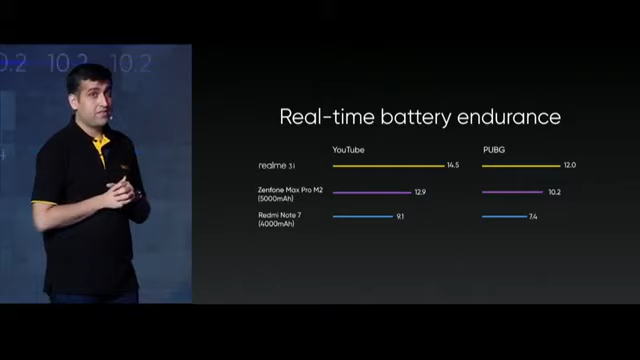 0.2 10.2 10.2
Real-time battery endurance
YouTube PUBG
realme 3i 14.5 12.0
Zenfone Max Pro M2 12.9 10.2
(5000mAh)
Redmi Note 7 9.1 7.4
(4000mAh)